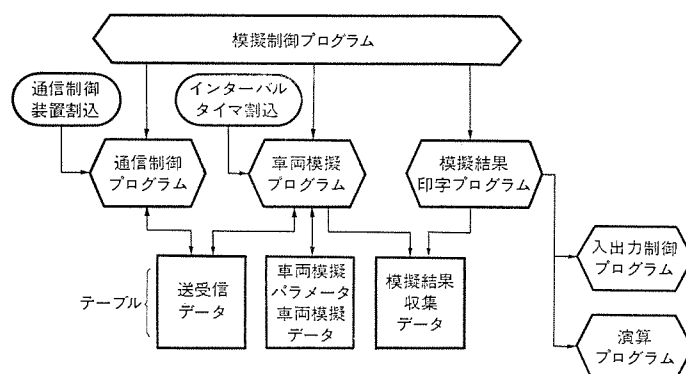 模擬制御プログラム
通信制御
装置割込
インターバル
タイマ割込
通信制御
プログラム
車両模擬
プログラム
模擬結果
印字プログラム
入出力制御
プログラム
テーブル
送受信
データ
車両模擬
パラメータ
車両模擬
データ
模擬結果
収集
データ
演算
プログラム